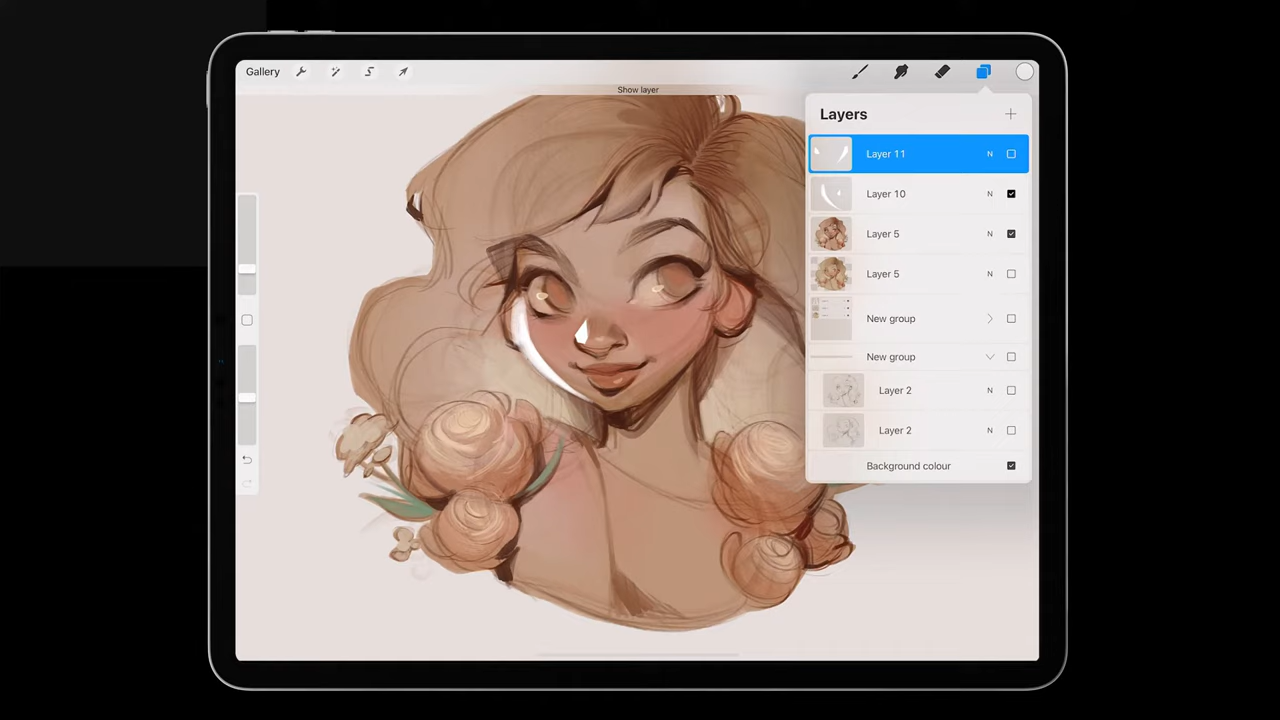 Gallery
Show layer
Layers
Layer 11 N
Layer 10 N
Layer 5 N
Layer 5 N
New group
New group
Layer 2 N
Layer 2 N
Background colour